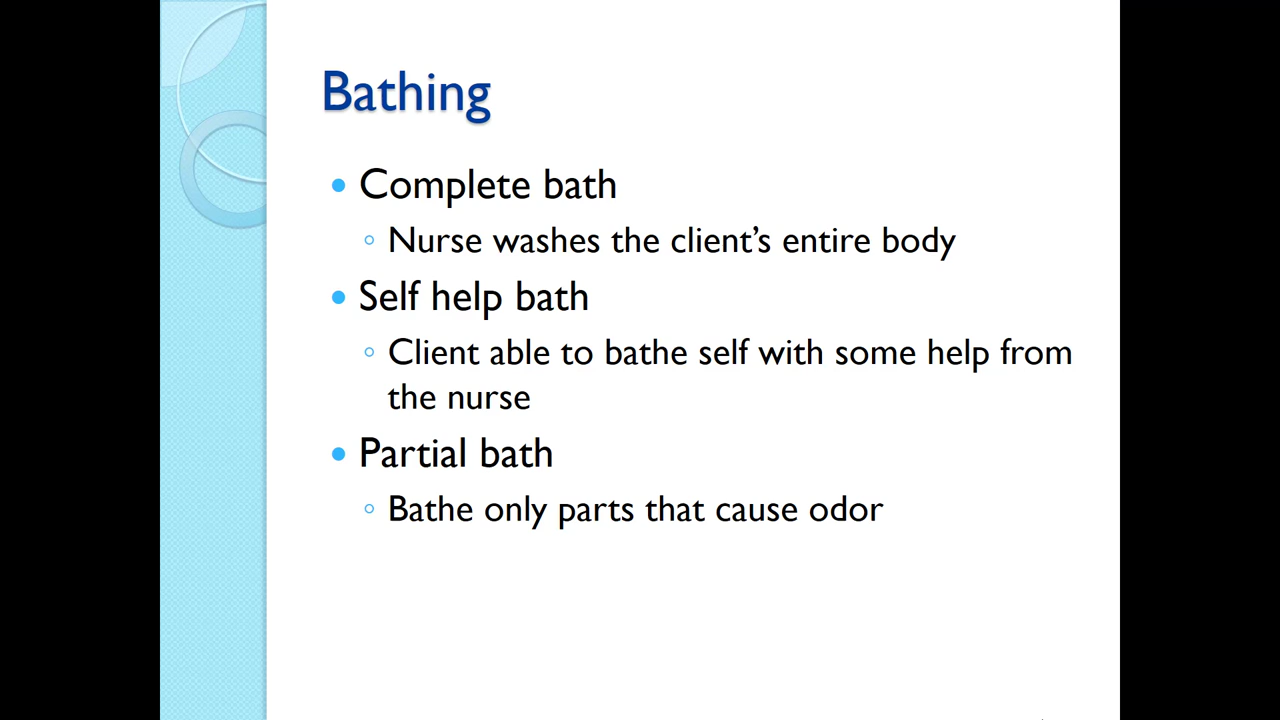 Bathing
• Complete bath
◦ Nurse washes the client’s entire body
• Self help bath
◦ Client able to bathe self with some help from
the nurse
• Partial bath
◦ Bathe only parts that cause odor